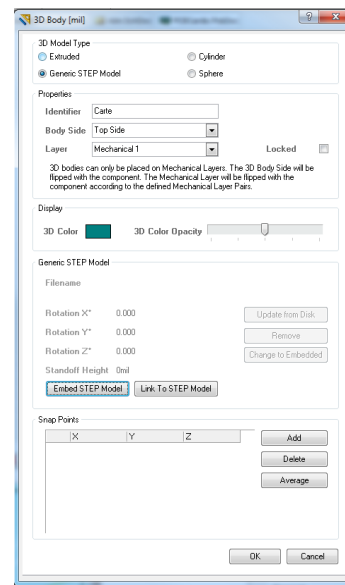 3D Body [mil]
3D Model Type
Extruded Cylinder
Generic STEP Model Sphere
Properties
Identifier Carte
Body Side Top Side
Layer Mechanical 1 Locked
3D bodies can only be placed on Mechanical Layers. The 3D Body Side will be
flipped with the component. The Mechanical Layer will be flipped with the
component according to the defined Mechanical Layer Pairs.
Display
3D Color 3D Color Opacity
Generic STEP Model
Filename
Rotation X° 0.000 Update from Disk
Rotation Y° 0.000 Remove
Rotation Z° 0.000 Change to Embedded
Standoff Height 0mil
Embed STEP Model Link To STEP Model
Snap Points
X Y Z Add
Delete
Average
OK Cancel